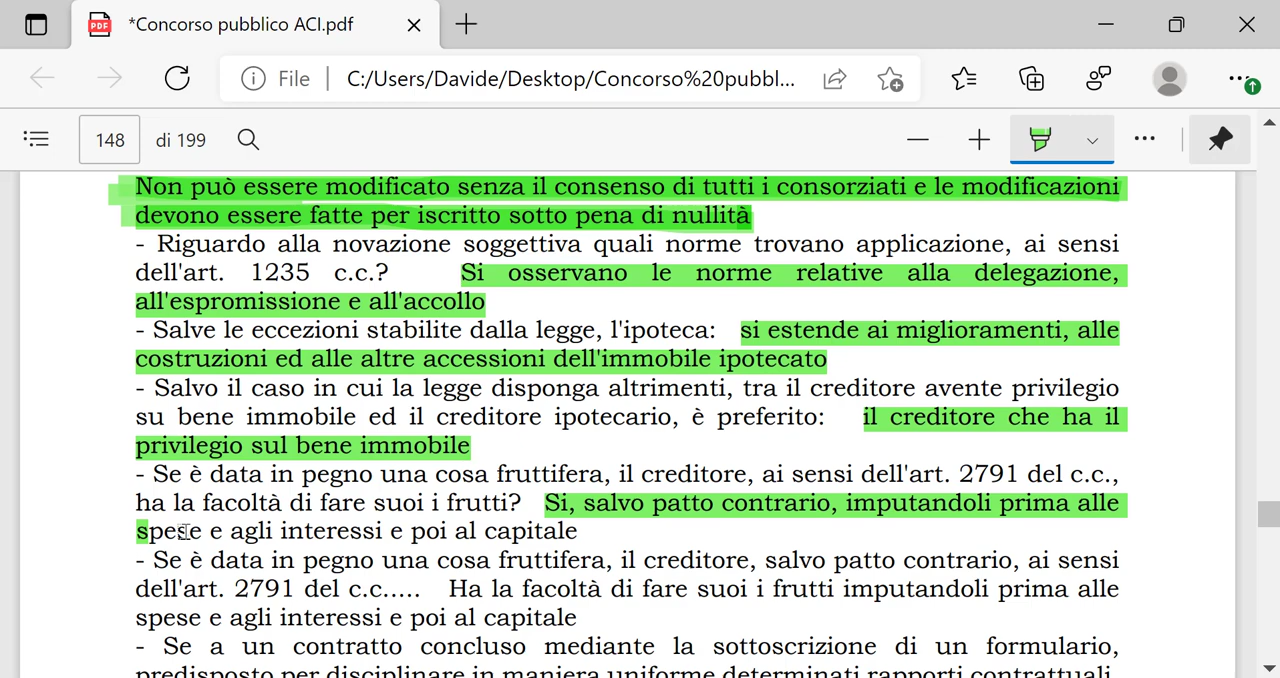 *Concorso pubblico ACI.pdf
File | C:/Users/Davide/Desktop/Concorso%20pubbl...
148 di 199
Non può essere modificato senza il consenso di tutti i consorziati e le modificazioni
devono essere fatte per iscritto sotto pena di nullità
- Riguardo alla novazione soggettiva quali norme trovano applicazione, ai sensi
dell'art. 1235 c.c.? Si osservano le norme relative alla delegazione,
all'espromissione e all'accollo
- Salve le eccezioni stabilite dalla legge, l'ipoteca: si estende ai miglioramenti, alle
costruzioni ed alle altre accessioni dell'immobile ipotecato
- Salvo il caso in cui la legge disponga altrimenti, tra il creditore avente privilegio
su bene immobile ed il creditore ipotecario, è preferito: il creditore che ha il
privilegio sul bene immobile
- Se è data in pegno una cosa fruttifera, il creditore, ai sensi dell'art. 2791 del c.c.,
ha la facoltà di fare suoi i frutti? Si, salvo patto contrario, imputandoli prima alle
spese e agli interessi e poi al capitale
- Se è data in pegno una cosa fruttifera, il creditore, salvo patto contrario, ai sensi
dell'art. 2791 del c.c..... Ha la facoltà di fare suoi i frutti imputandoli prima alle
spese e agli interessi e poi al capitale
- Se a un contratto concluso mediante la sottoscrizione di un formulario,
predisposto per disciplinare in maniera uniforme determinati rapporti contrattuali,